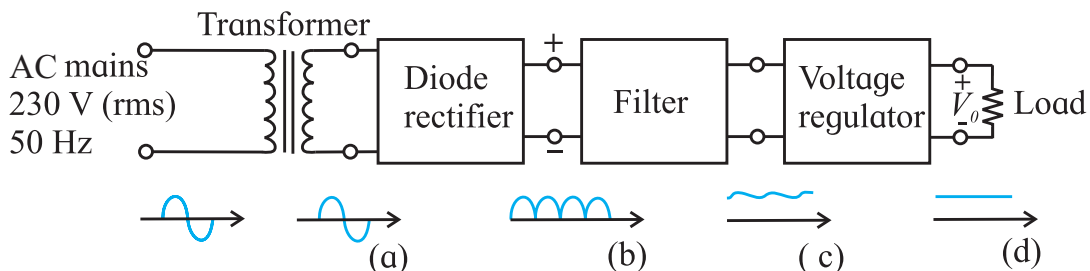 Transformer
AC mains
230 V (rms)
50 Hz
Diode
rectifier
+
-
Filter
Voltage
regulator
+
V₀
-
Load
(a)
(b)
( c)
(d)